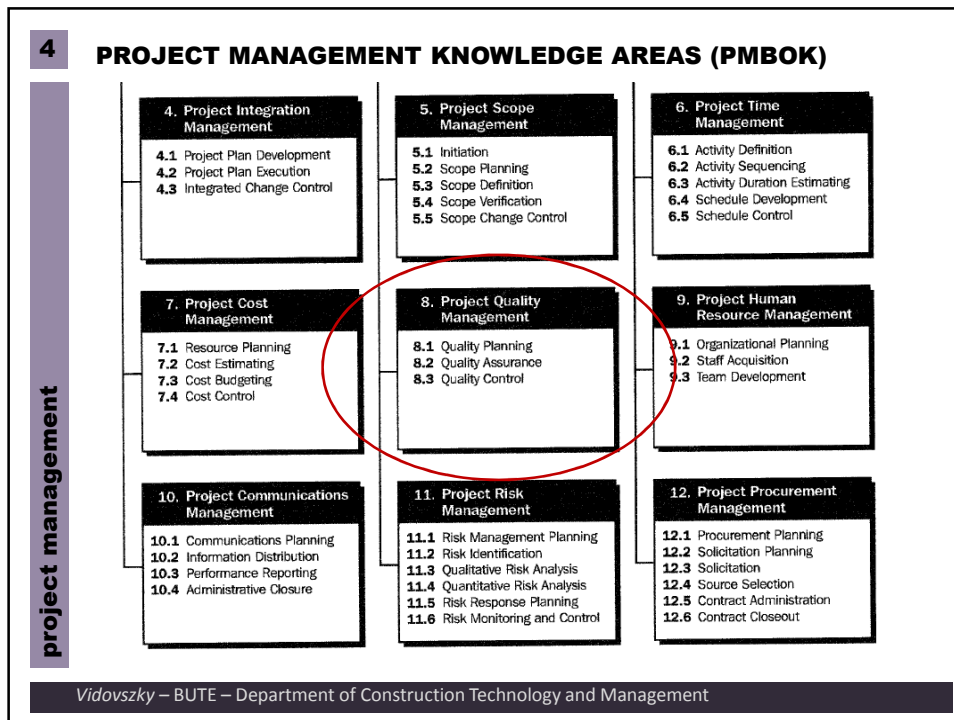 4
PROJECT MANAGEMENT KNOWLEDGE AREAS (PMBOK)
project management
4. Project Integration
Management
4.1 Project Plan Development
4.2 Project Plan Execution
4.3 Integrated Change Control
5. Project Scope
Management
5.1 Initiation
5.2 Scope Planning
5.3 Scope Definition
5.4 Scope Verification
5.5 Scope Change Control
6. Project Time
Management
6.1 Activity Definition
6.2 Activity Sequencing
6.3 Activity Duration Estimating
6.4 Schedule Development
6.5 Schedule Control
7. Project Cost
Management
7.1 Resource Planning
7.2 Cost Estimating
7.3 Cost Budgeting
7.4 Cost Control
8. Project Quality
Management
8.1 Quality Planning
8.2 Quality Assurance
8.3 Quality Control
9. Project Human
Resource Management
9.1 Organizational Planning
9.2 Staff Acquisition
9.3 Team Development
10. Project Communications
Management
10.1 Communications Planning
10.2 Information Distribution
10.3 Performance Reporting
10.4 Administrative Closure
11. Project Risk
Management
11.1 Risk Management Planning
11.2 Risk Identification
11.3 Qualitative Risk Analysis
11.4 Quantitative Risk Analysis
11.5 Risk Response Planning
11.6 Risk Monitoring and Control
12. Project Procurement
Management
12.1 Procurement Planning
12.2 Solicitation Planning
12.3 Solicitation
12.4 Source Selection
12.5 Contract Administration
12.6 Contract Closeout
Vidovszky – BUTE – Department of Construction Technology and Management